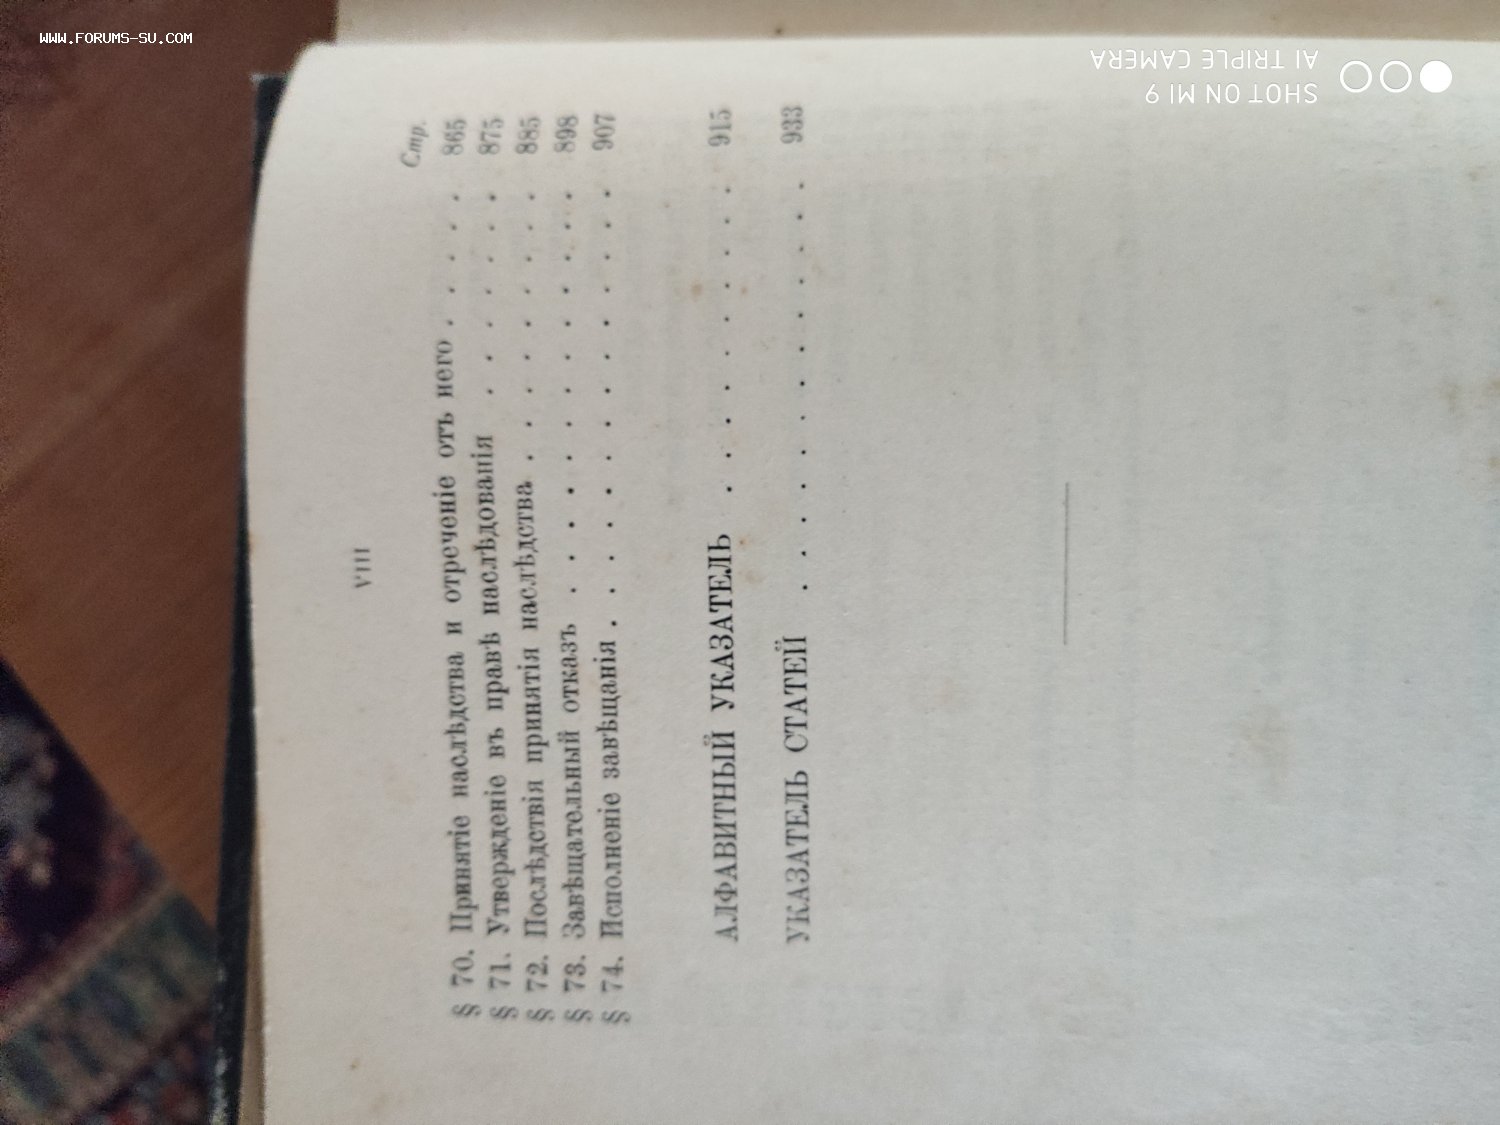 WWW.FORUMS-SU.COM
SHOT ON MI 9
AI TRIPLE CAMERA
VIII
Стр.
§ 70. Принятіе наслѣдства и отреченіе отъ него . . . . . 865
§ 71. Утвержденіе въ правѣ наслѣдованія . . . . . . . 875
§ 72. Послѣдствія принятія наслѣдства . . . . . . . . . 885
§ 73. Завѣщательный отказъ . . . . . . . . . . . . . 898
§ 74. Исполненіе завѣщанія . . . . . . . . . . . . . . 907
АЛФАВИТНЫЙ УКАЗАТЕЛЬ . . . . . . . . . . 915
УКАЗАТЕЛЬ СТАТЕЙ . . . . . . . . . . . . . 933